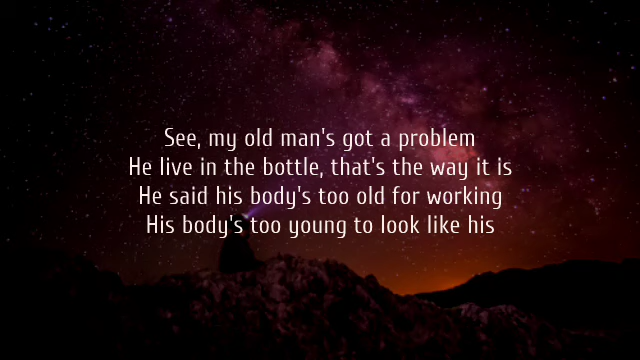 See, my old man's got a problem
He live in the bottle, that's the way it is
He said his body's too old for working
His body's too young to look like his